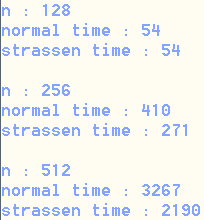 n : 128
normal time : 54
strassen time : 54
n : 256
normal time : 410
strassen time : 271
n : 512
normal time : 3267
strassen time : 2190